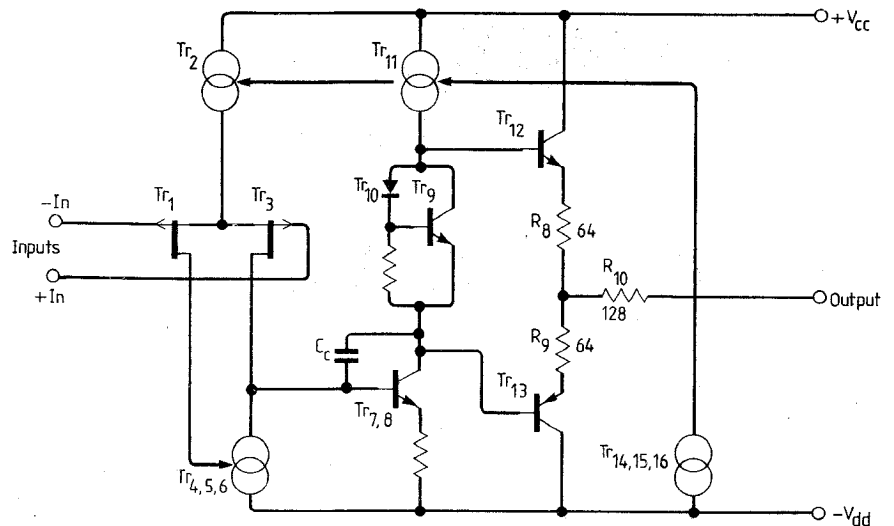 +Vcc
Tr2
Tr11
Tr12
Tr10
Tr9
Tr1
Tr3
-In
R8 64
Inputs
R10
+In
128
Output
R9 64
Cc
Tr13
Tr7,8
Tr4,5,6
Tr14,15,16
-Vdd